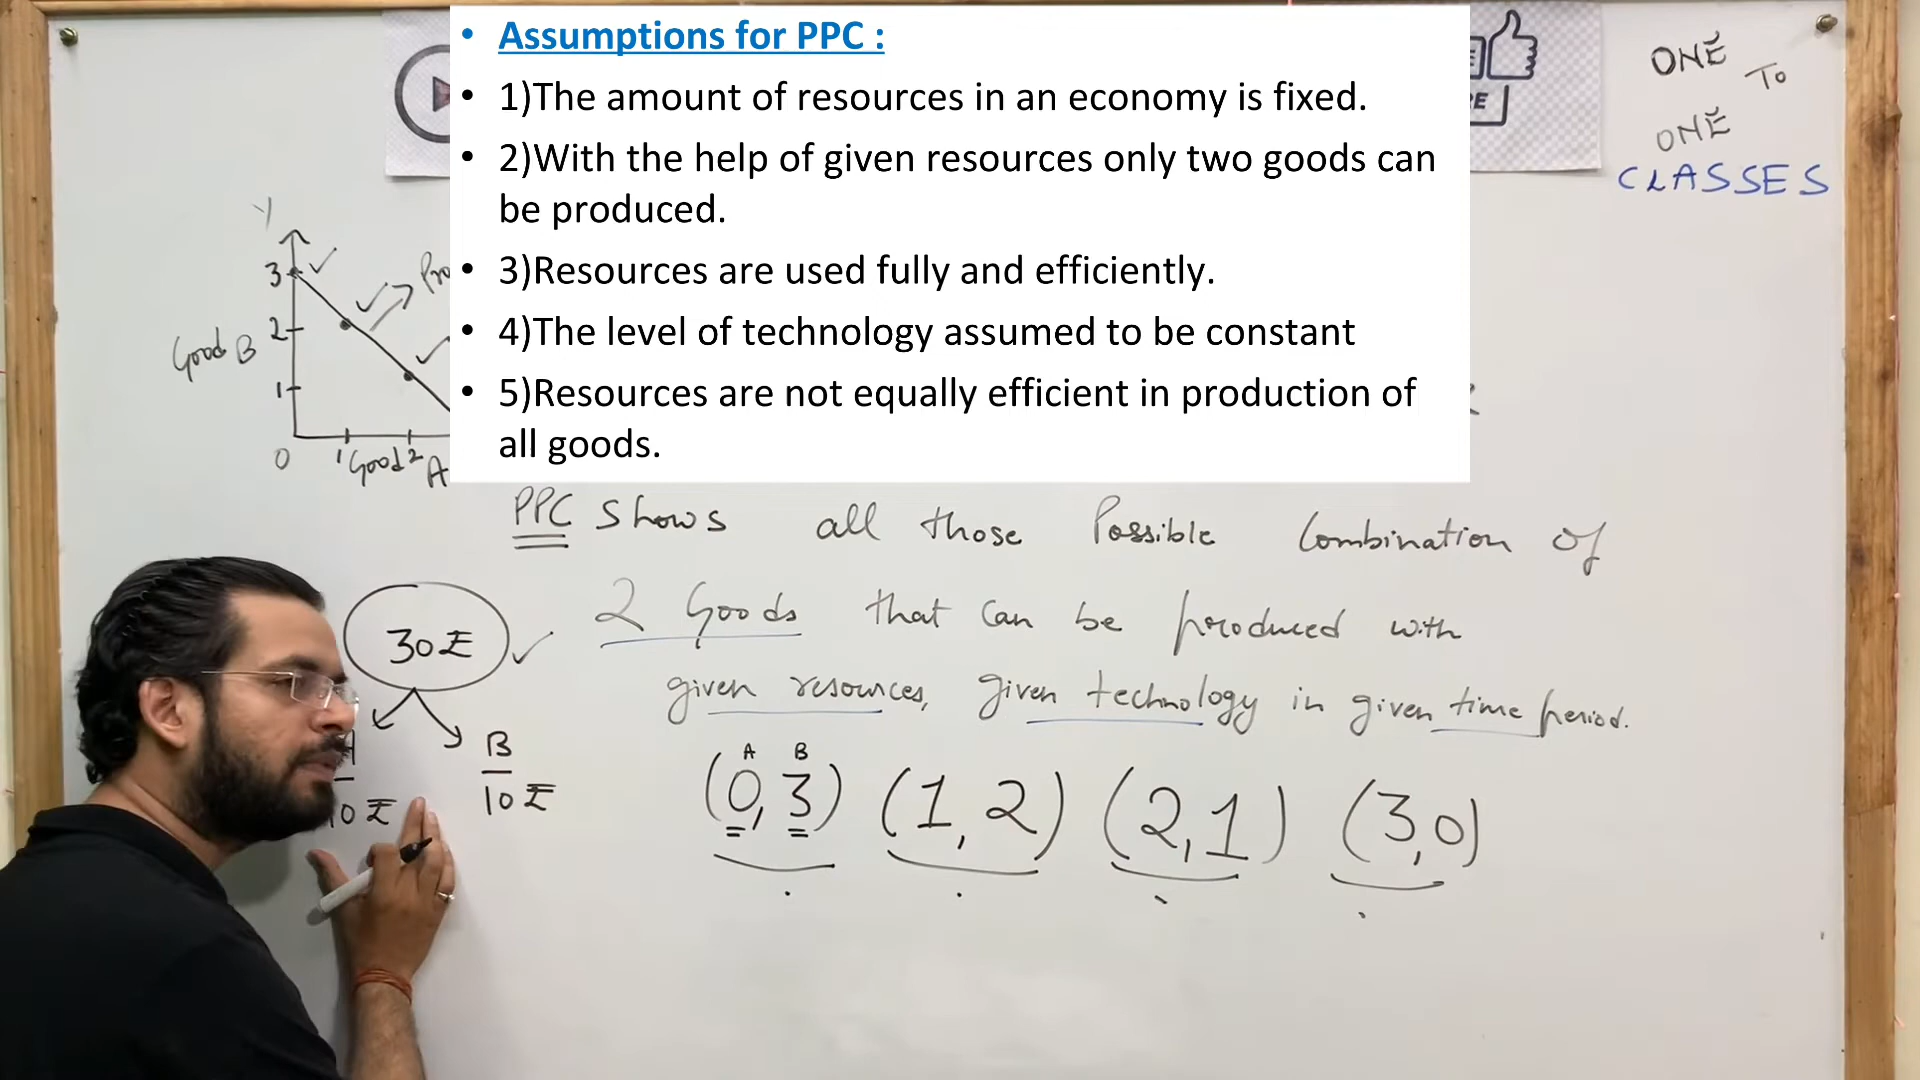 ONE
TO
ONE
CLASSES
• Assumptions for PPC :
• 1)The amount of resources in an economy is fixed.
• 2)With the help of given resources only two goods can
be produced.
• 3)Resources are used fully and efficiently.
• 4)The level of technology assumed to be constant
• 5)Resources are not equally efficient in production of
all goods.
Y
3
Pro
2
Good B
1
0 1 2
Good A
PPC shows all those Possible Combination of
2 Goods that can be produced with
given resources, given technology in given time period.
30 ₹
B
10 ₹
10 ₹
A B
(0,3) (1,2) (2,1) (3,0)